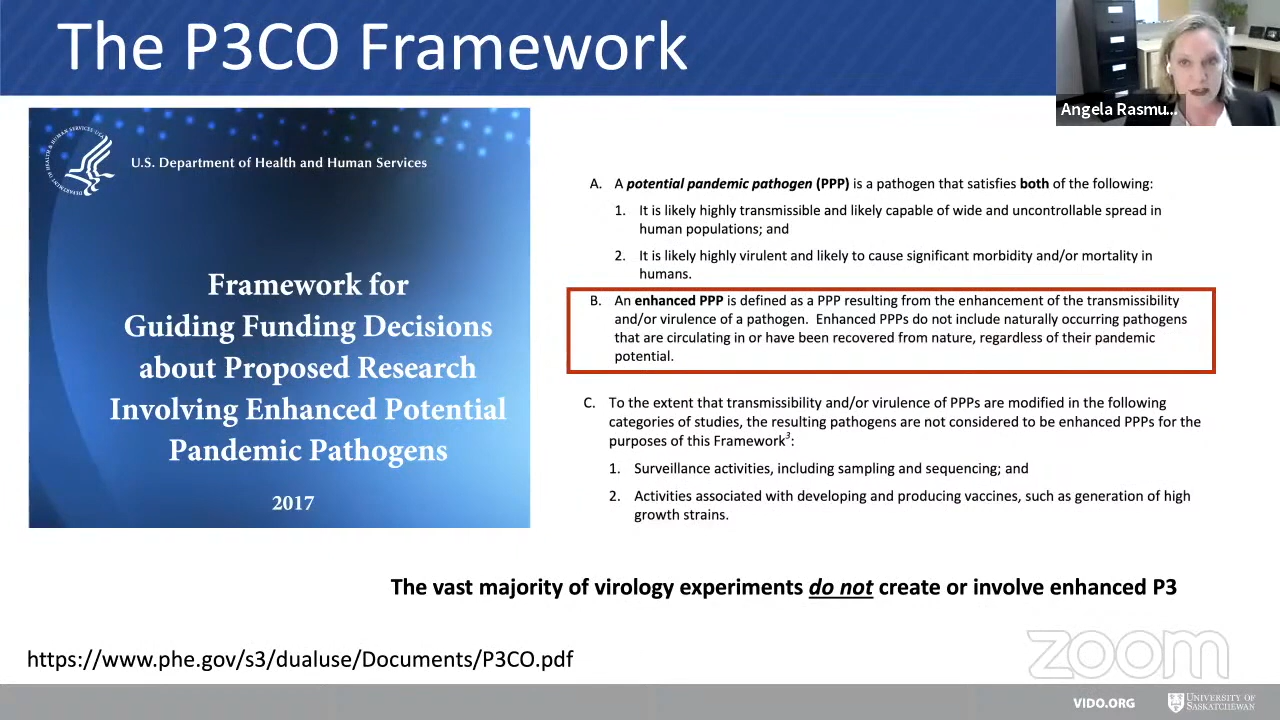 The P3CO Framework
Angela Rasmu...
U.S. Department of Health and Human Services
Framework for
Guiding Funding Decisions
about Proposed Research
Involving Enhanced Potential
Pandemic Pathogens
2017
A. A potential pandemic pathogen (PPP) is a pathogen that satisfies both of the following:
1. It is likely highly transmissible and likely capable of wide and uncontrollable spread in
human populations; and
2. It is likely highly virulent and likely to cause significant morbidity and/or mortality in
humans.
B. An enhanced PPP is defined as a PPP resulting from the enhancement of the transmissibility
and/or virulence of a pathogen. Enhanced PPPs do not include naturally occurring pathogens
that are circulating in or have been recovered from nature, regardless of their pandemic
potential.
C. To the extent that transmissibility and/or virulence of PPPs are modified in the following
categories of studies, the resulting pathogens are not considered to be enhanced PPPs for the
purposes of this Framework3:
1. Surveillance activities, including sampling and sequencing; and
2. Activities associated with developing and producing vaccines, such as generation of high
growth strains.
The vast majority of virology experiments do not create or involve enhanced P3
https://www.phe.gov/s3/dualuse/Documents/P3CO.pdf
zoom
VIDO.ORG
UNIVERSITY OF
SASKATCHEWAN